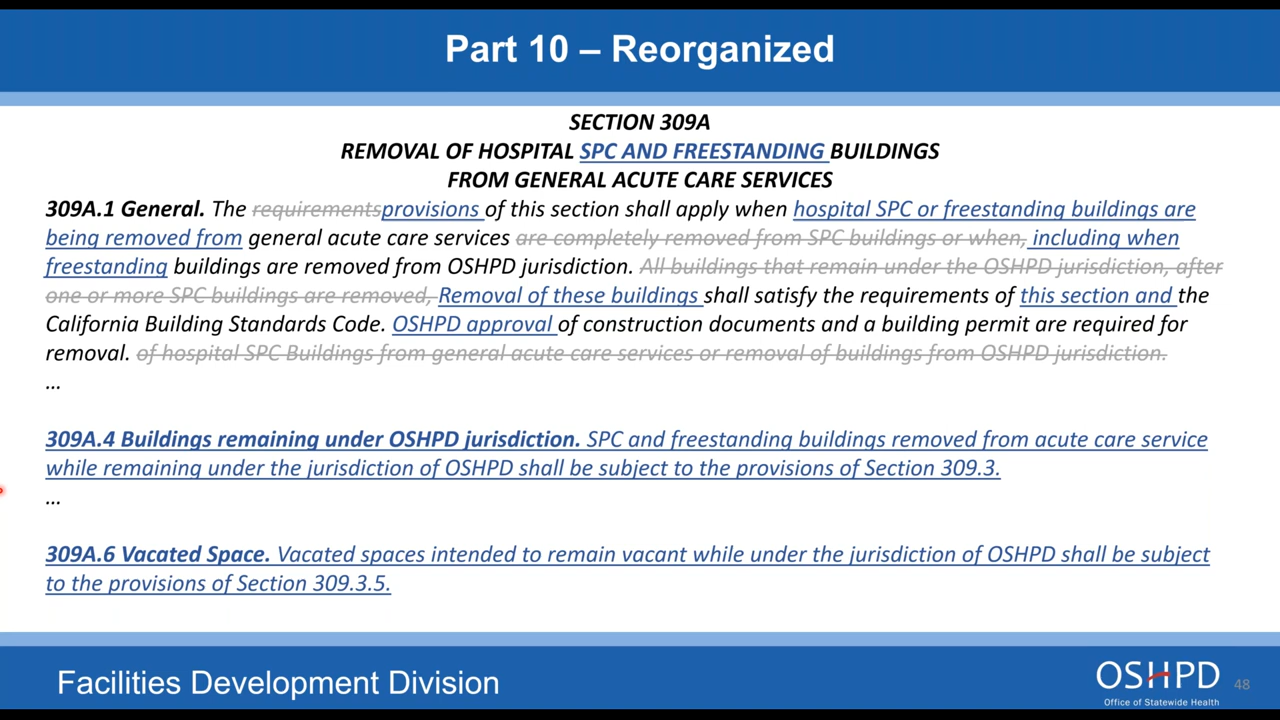 Part 10 – Reorganized
SECTION 309A
REMOVAL OF HOSPITAL SPC AND FREESTANDING BUILDINGS
FROM GENERAL ACUTE CARE SERVICES
309A.1 General. The requirementsprovisions of this section shall apply when hospital SPC or freestanding buildings are
being removed from general acute care services are completely removed from SPC buildings or when, including when
freestanding buildings are removed from OSHPD jurisdiction. All buildings that remain under the OSHPD jurisdiction, after
one or more SPC buildings are removed, Removal of these buildings shall satisfy the requirements of this section and the
California Building Standards Code. OSHPD approval of construction documents and a building permit are required for
removal. of hospital SPC Buildings from general acute care services or removal of buildings from OSHPD jurisdiction.
…
309A.4 Buildings remaining under OSHPD jurisdiction. SPC and freestanding buildings removed from acute care service
while remaining under the jurisdiction of OSHPD shall be subject to the provisions of Section 309.3.
…
309A.6 Vacated Space. Vacated spaces intended to remain vacant while under the jurisdiction of OSHPD shall be subject
to the provisions of Section 309.3.5.
Facilities Development Division
OSHPD
Office of Statewide Health
48